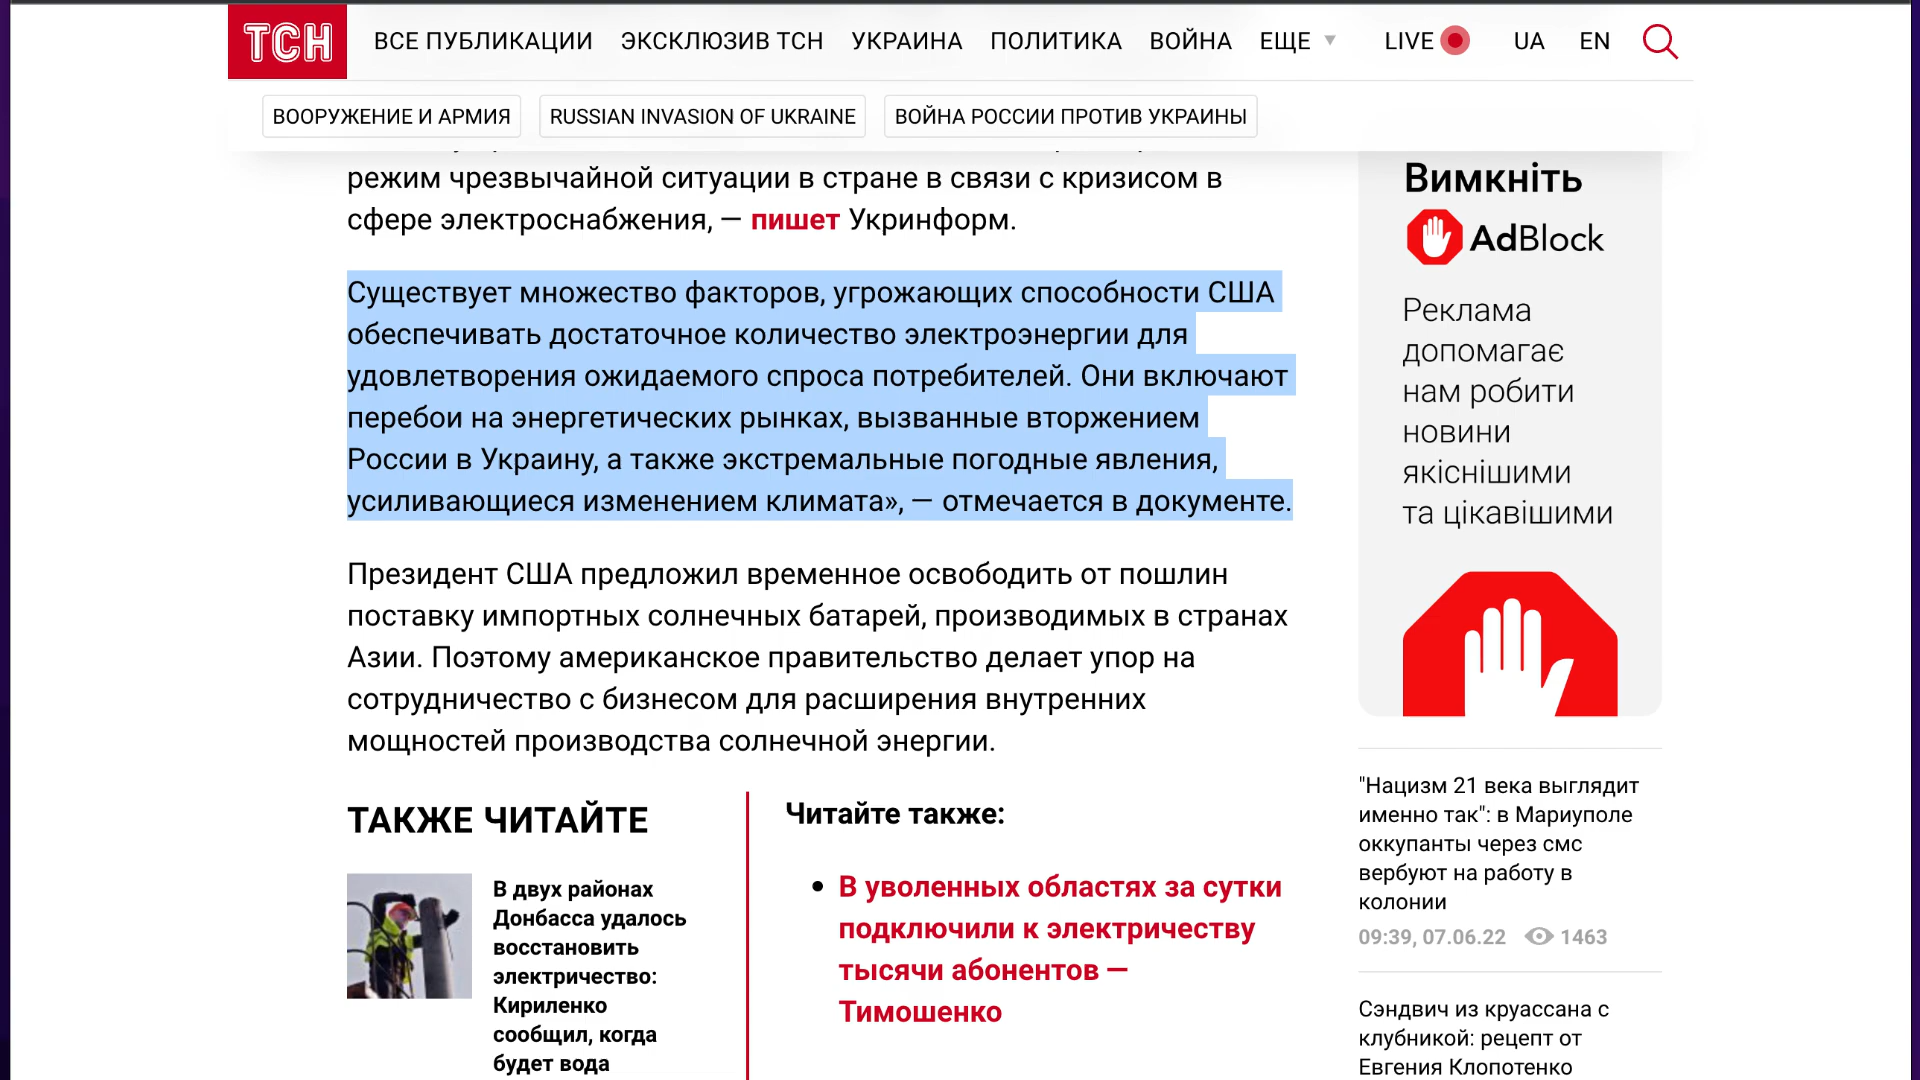 ТСН
ВСЕ ПУБЛИКАЦИИ ЭКСКЛЮЗИВ ТСН УКРАИНА ПОЛИТИКА ВОЙНА ЕЩЕ LIVE UA EN
ВООРУЖЕНИЕ И АРМИЯ RUSSIAN INVASION OF UKRAINE ВОЙНА РОССИИ ПРОТИВ УКРАИНЫ
режим чрезвычайной ситуации в стране в связи с кризисом в
сфере электроснабжения, — пишет Укринформ.
Существует множество факторов, угрожающих способности США
обеспечивать достаточное количество электроэнергии для
удовлетворения ожидаемого спроса потребителей. Они включают
перебои на энергетических рынках, вызванные вторжением
России в Украину, а также экстремальные погодные явления,
усиливающиеся изменением климата», — отмечается в документе.
Президент США предложил временное освободить от пошлин
поставку импортных солнечных батарей, производимых в странах
Азии. Поэтому американское правительство делает упор на
сотрудничество с бизнесом для расширения внутренних
мощностей производства солнечной энергии.
ТАКЖЕ ЧИТАЙТЕ
В двух районах
Донбасса удалось
восстановить
электричество:
Кириленко
сообщил, когда
будет вода
Читайте также:
• В уволенных областях за сутки
подключили к электричеству
тысячи абонентов —
Тимошенко
Вимкніть
AdBlock
Реклама
допомагає
нам робити
новини
якіснішими
та цікавішими
"Нацизм 21 века выглядит
именно так": в Мариуполе
оккупанты через смс
вербуют на работу в
колонии
09:39, 07.06.22 1463
Сэндвич из круассана с
клубникой: рецепт от
Евгения Клопотенко